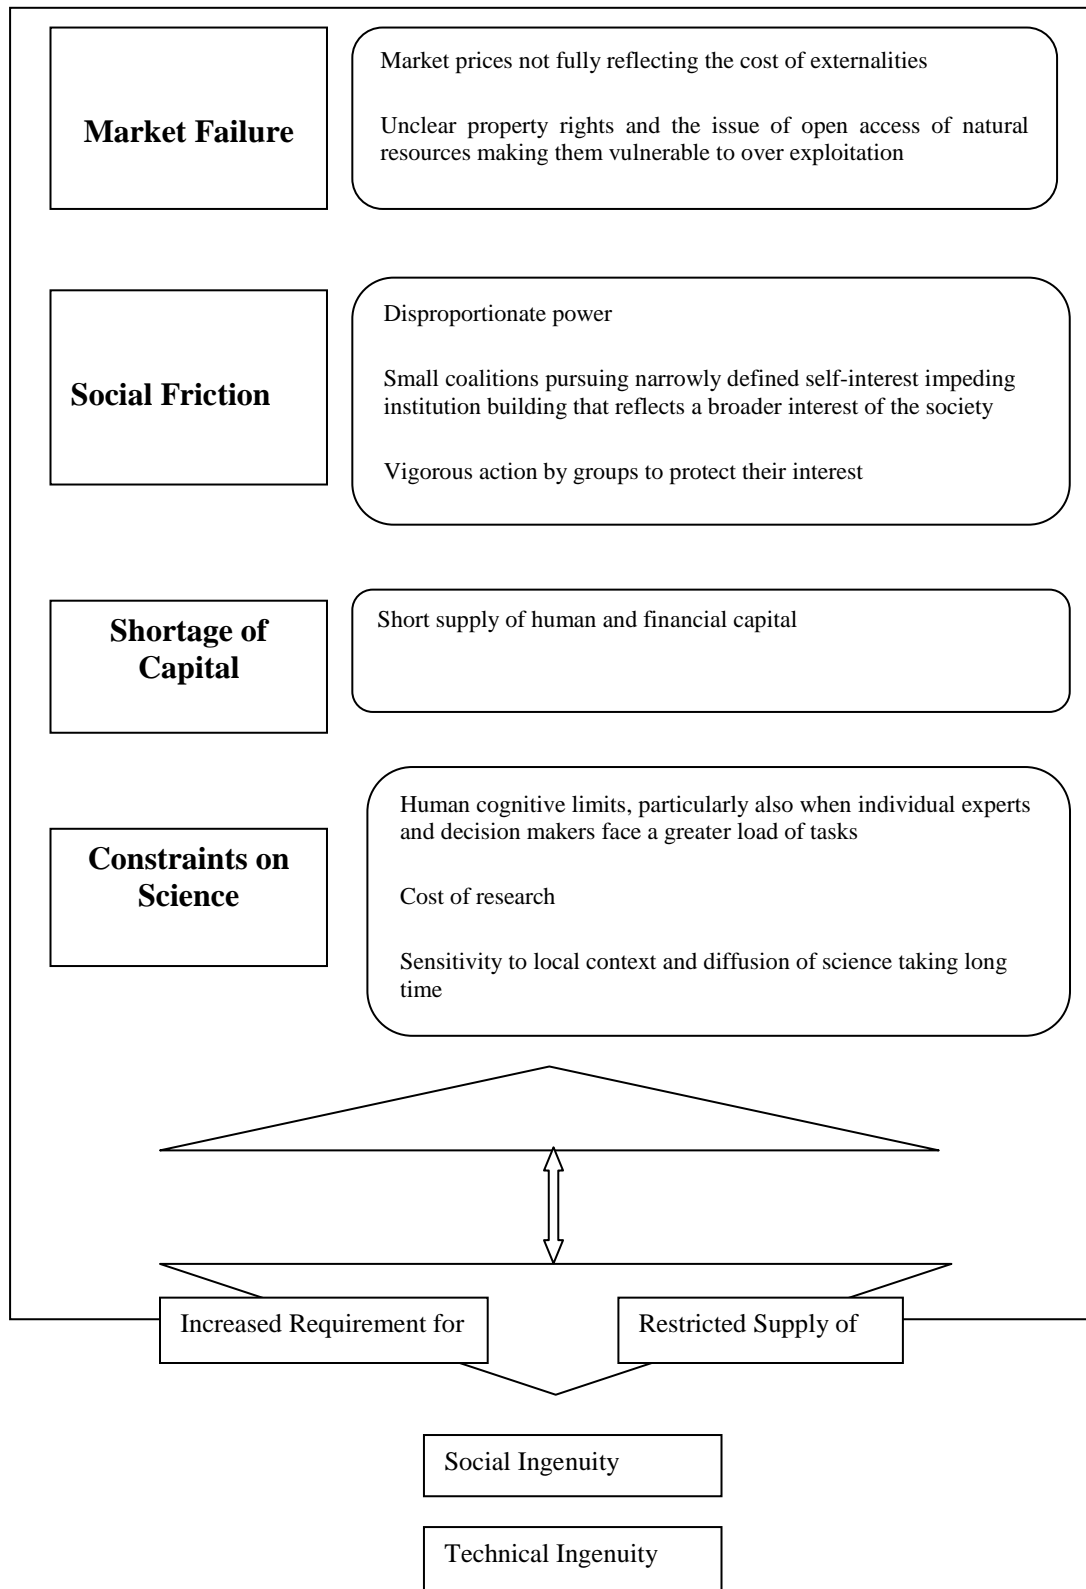 Market Failure
Market prices not fully reflecting the cost of externalities
Unclear property rights and the issue of open access of natural
resources making them vulnerable to over exploitation
Social Friction
Disproportionate power
Small coalitions pursuing narrowly defined self-interest impeding
institution building that reflects a broader interest of the society
Vigorous action by groups to protect their interest
Shortage of
Capital
Short supply of human and financial capital
Constraints on
Science
Human cognitive limits, particularly also when individual experts
and decision makers face a greater load of tasks
Cost of research
Sensitivity to local context and diffusion of science taking long
time
Increased Requirement for
Restricted Supply of
Social Ingenuity
Technical Ingenuity